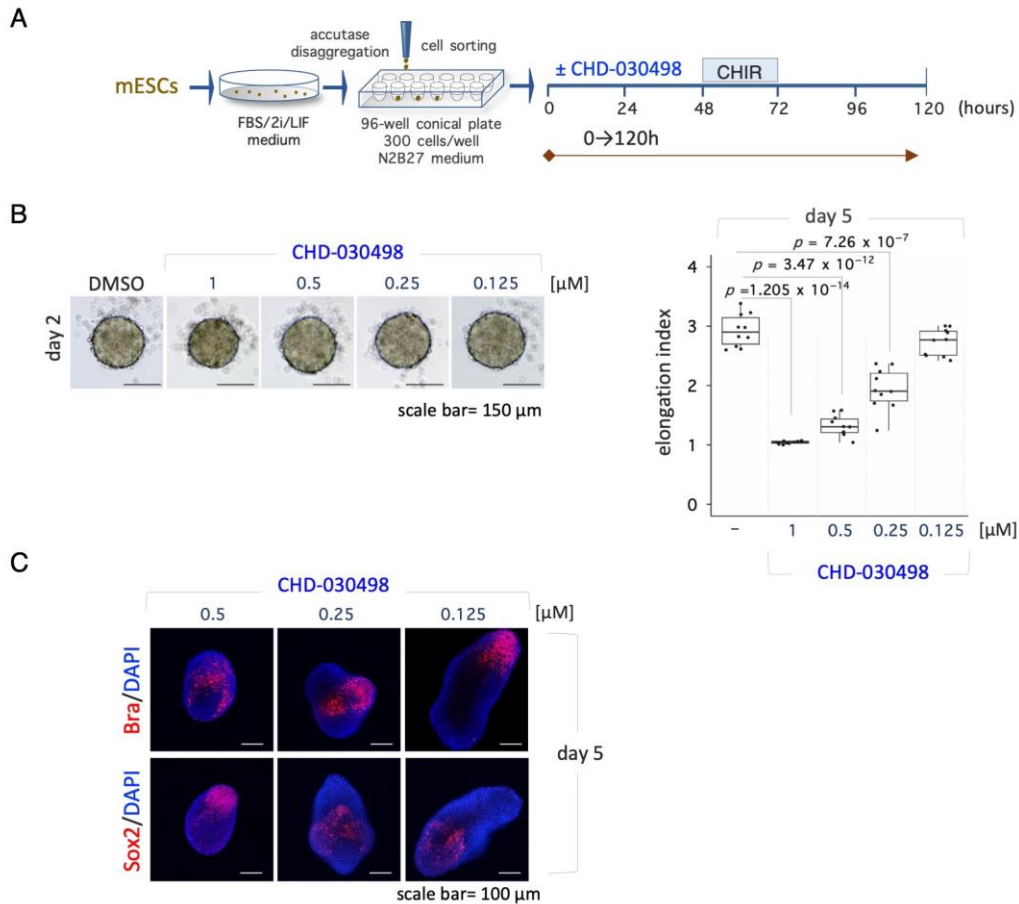 A
accutase
disaggregation
cell sorting
mESCs
FBS/2i/LIF
medium
96-well conical plate
300 cells/well
N2B27 medium
± CHD-030498
CHIR
0 24 48 72 96 120 (hours)
0→120h
B
CHD-030498
DMSO 1 0.5 0.25 0.125 [µM]
day 2
scale bar= 150 µm
day 5
p = 7.26 x 10⁻⁷
p = 3.47 x 10⁻¹²
p =1.205 x 10⁻¹⁴
elongation index
4
3
2
1
0
– 1 0.5 0.25 0.125 [µM]
CHD-030498
C
CHD-030498
0.5 0.25 0.125 [µM]
Bra/DAPI
Sox2/DAPI
day 5
scale bar= 100 µm